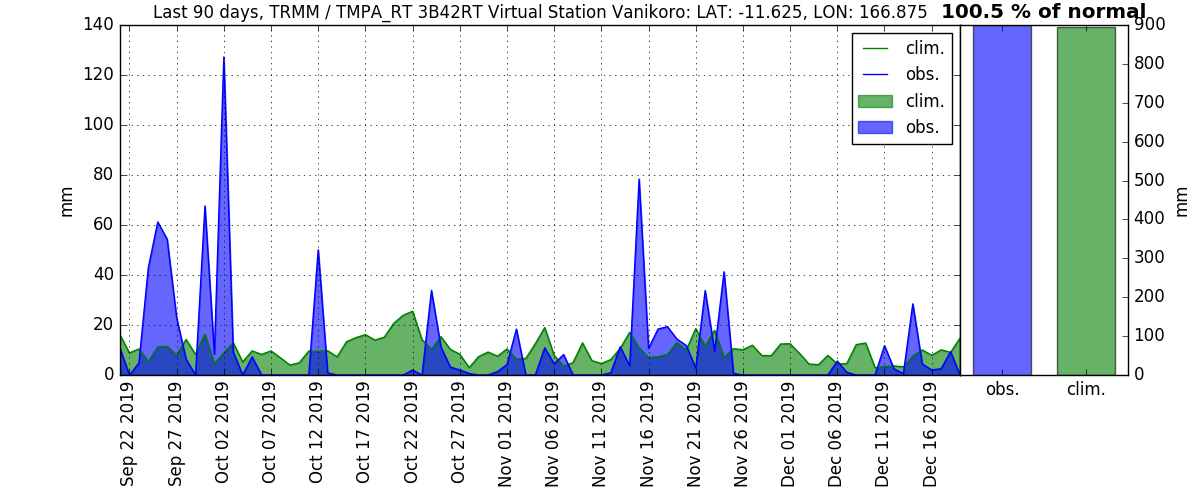 Last 90 days, TRMM / TMPA_RT 3B42RT Virtual Station Vanikoro: LAT: -11.625, LON: 166.875 100.5 % of normal
140
120
100
80
60
40
20
0
mm
clim.
obs.
clim.
obs.
900
800
700
600
500
400
300
200
100
0
mm
Sep 22 2019
Sep 27 2019
Oct 02 2019
Oct 07 2019
Oct 12 2019
Oct 17 2019
Oct 22 2019
Oct 27 2019
Nov 01 2019
Nov 06 2019
Nov 11 2019
Nov 16 2019
Nov 21 2019
Nov 26 2019
Dec 01 2019
Dec 06 2019
Dec 11 2019
Dec 16 2019
obs.
clim.